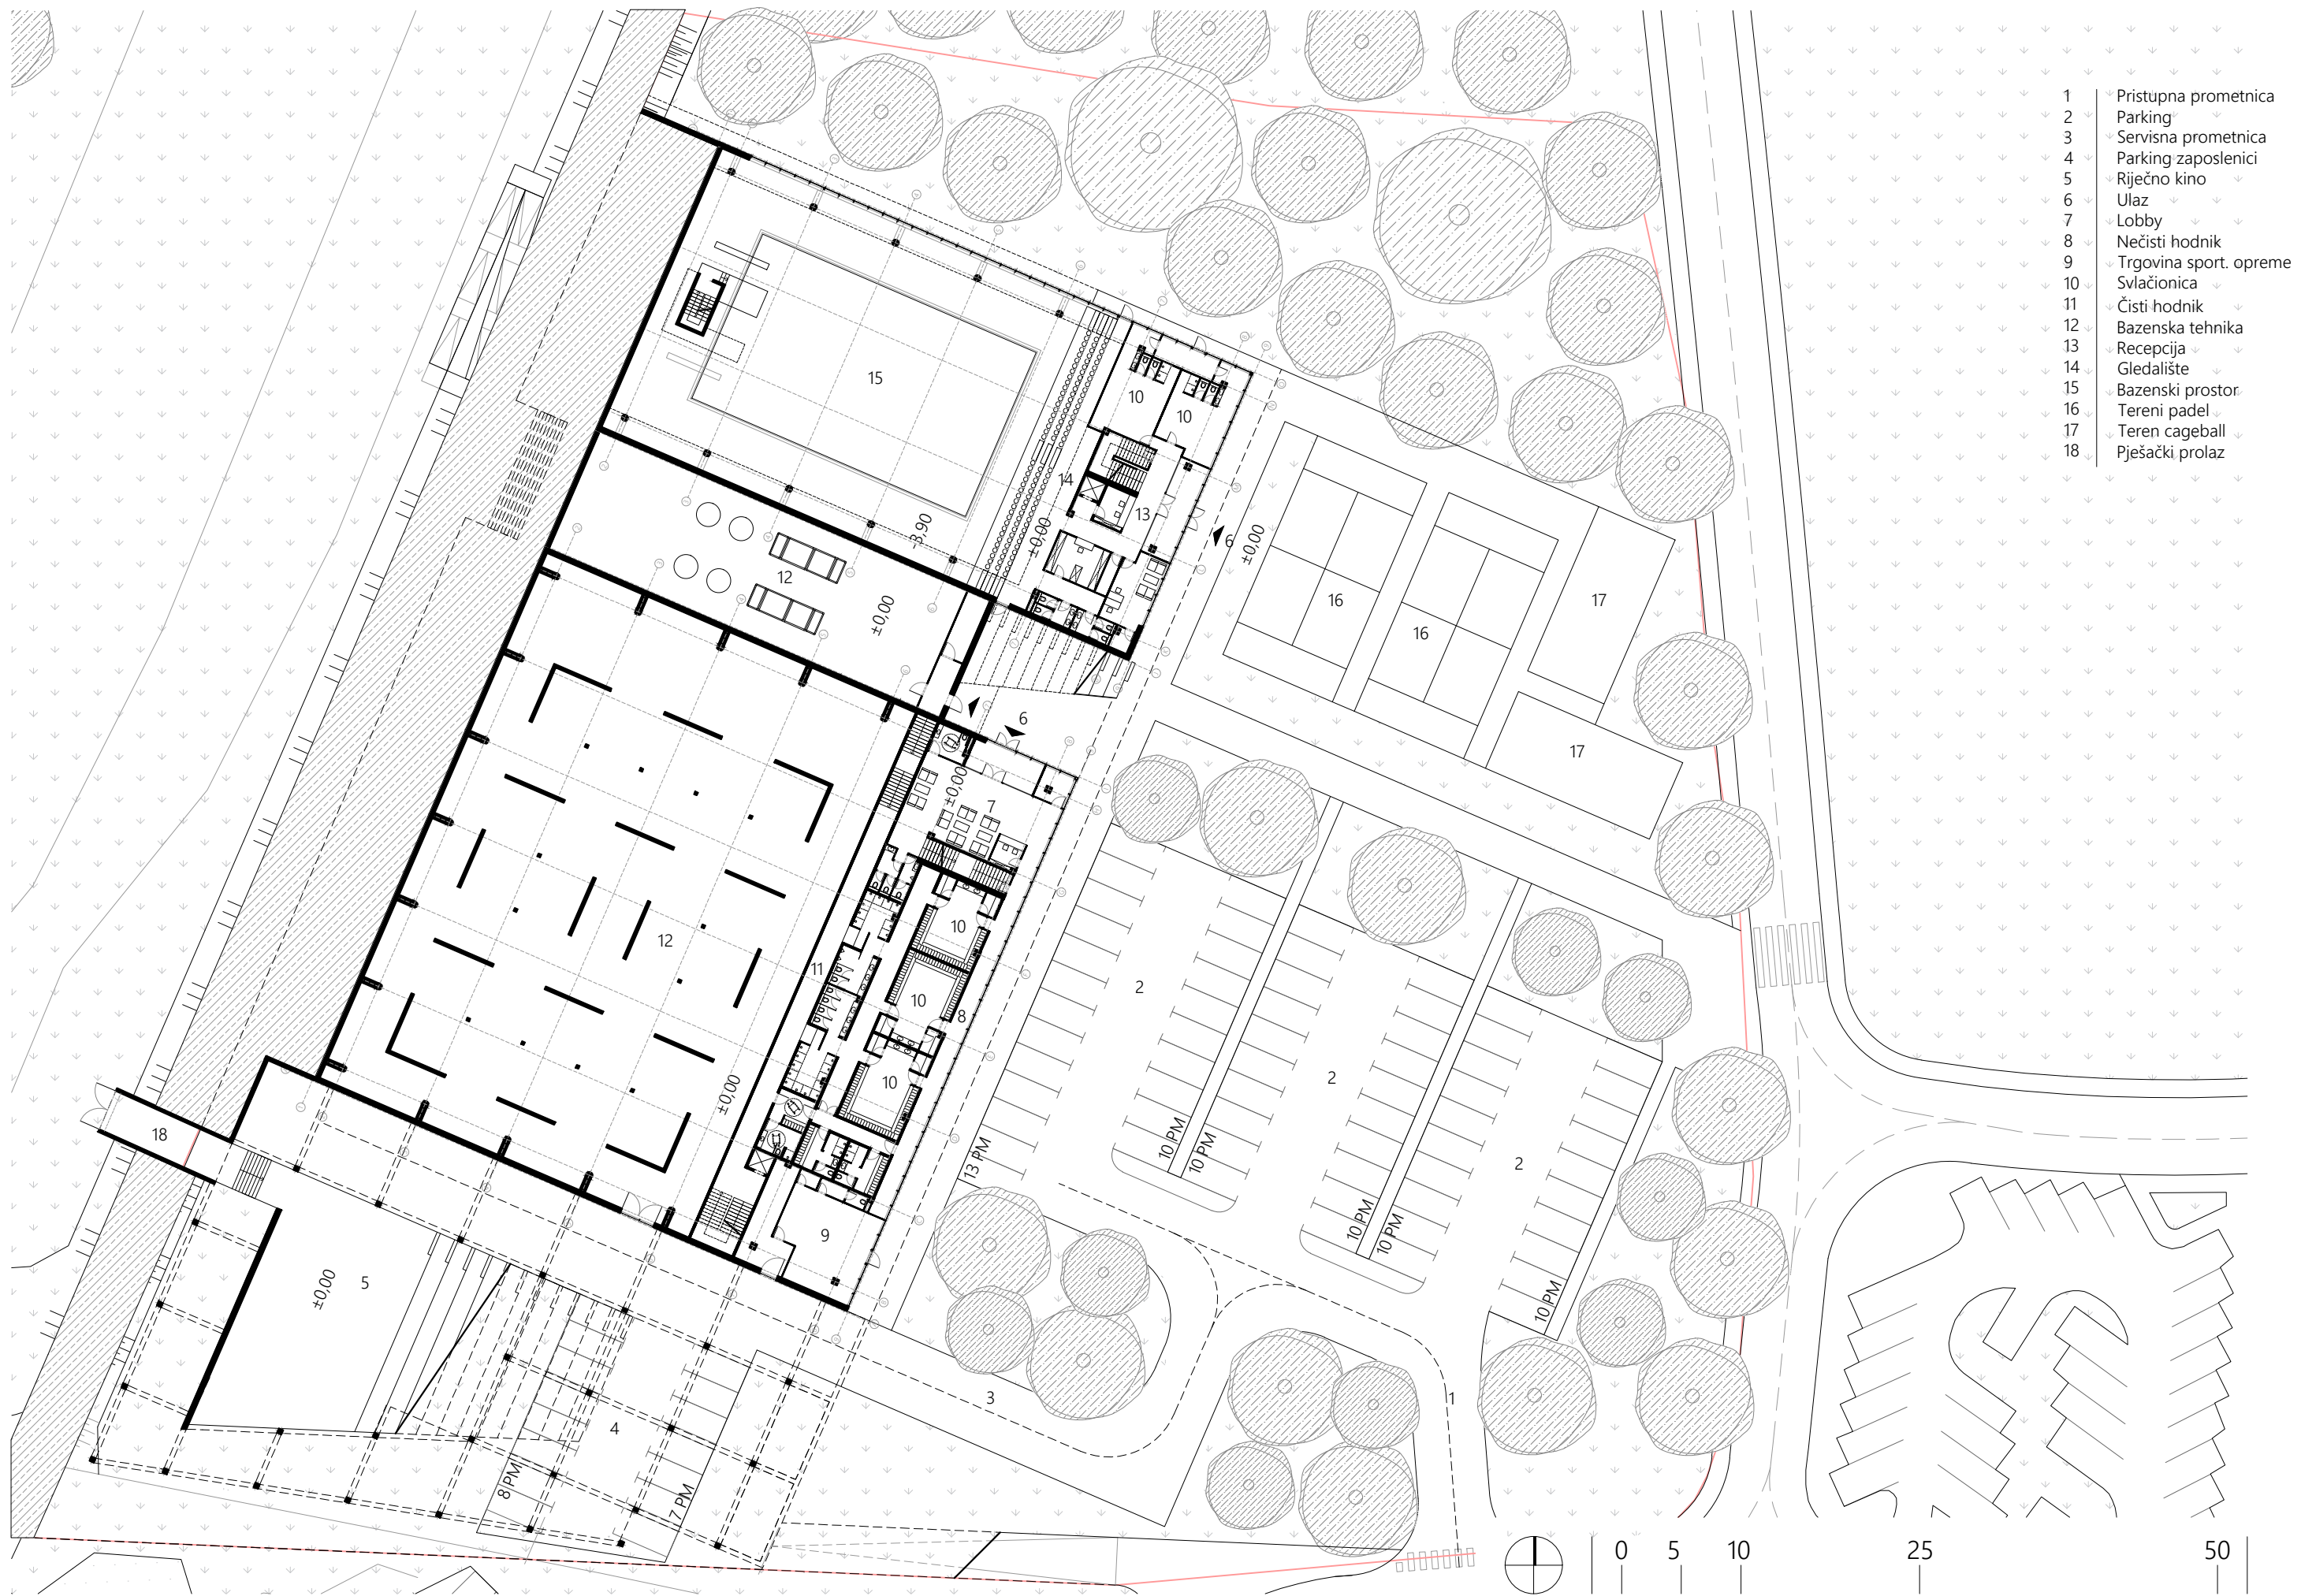 1 Pristupna prometnica
2 Parking
3 Servisna prometnica
4 Parking zaposlenici
5 Riječno kino
6 Ulaz
7 Lobby
8 Nečisti hodnik
9 Trgovina sport. opreme
10 Svlačionica
11 Čisti hodnik
12 Bazenska tehnika
13 Recepcija
14 Gledalište
15 Bazenski prostor
16 Tereni padel
17 Teren cageball
18 Pješački prolaz
15
10
10
14
13
-3,90
±0,00
6
±0,00
12
±0,00
16
16
17
17
6
±0,00
7
12
11
10
10
8
10
±0,00
9
2
2
2
13 PM
10 PM
10 PM
10 PM
10 PM
10 PM
18
5
±0,00
4
8 PM
7 PM
3
1
0 5 10 25 50